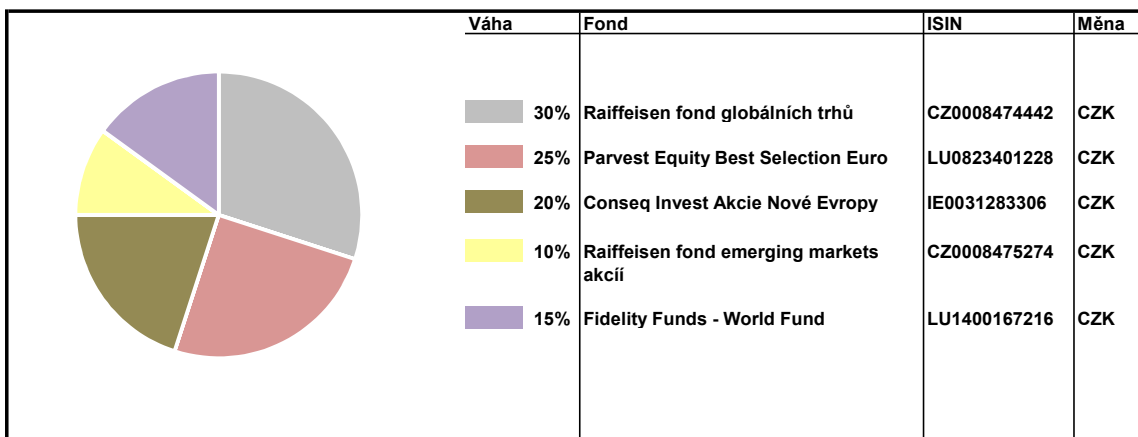 Váha Fond ISIN Měna
30% Raiffeisen fond globálních trhů CZ0008474442 CZK
25% Parvest Equity Best Selection Euro LU0823401228 CZK
20% Conseq Invest Akcie Nové Evropy IE0031283306 CZK
10% Raiffeisen fond emerging markets CZ0008475274 CZK
akcíí
15% Fidelity Funds - World Fund LU1400167216 CZK